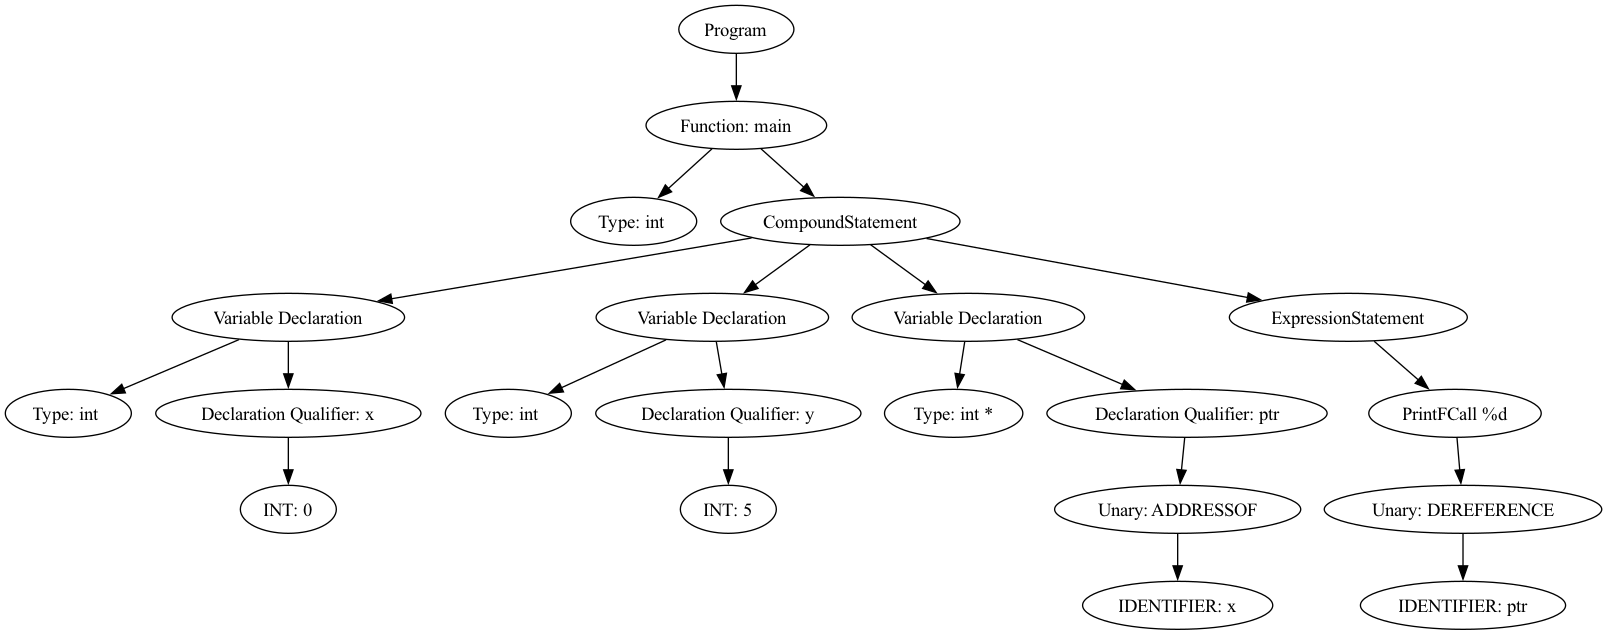 Program
Function: main
Type: int
CompoundStatement
Variable Declaration
Variable Declaration
Variable Declaration
ExpressionStatement
Type: int
Declaration Qualifier: x
Type: int
Declaration Qualifier: y
Type: int *
Declaration Qualifier: ptr
PrintFCall %d
INT: 0
INT: 5
Unary: ADDRESSOF
Unary: DEREFERENCE
IDENTIFIER: x
IDENTIFIER: ptr